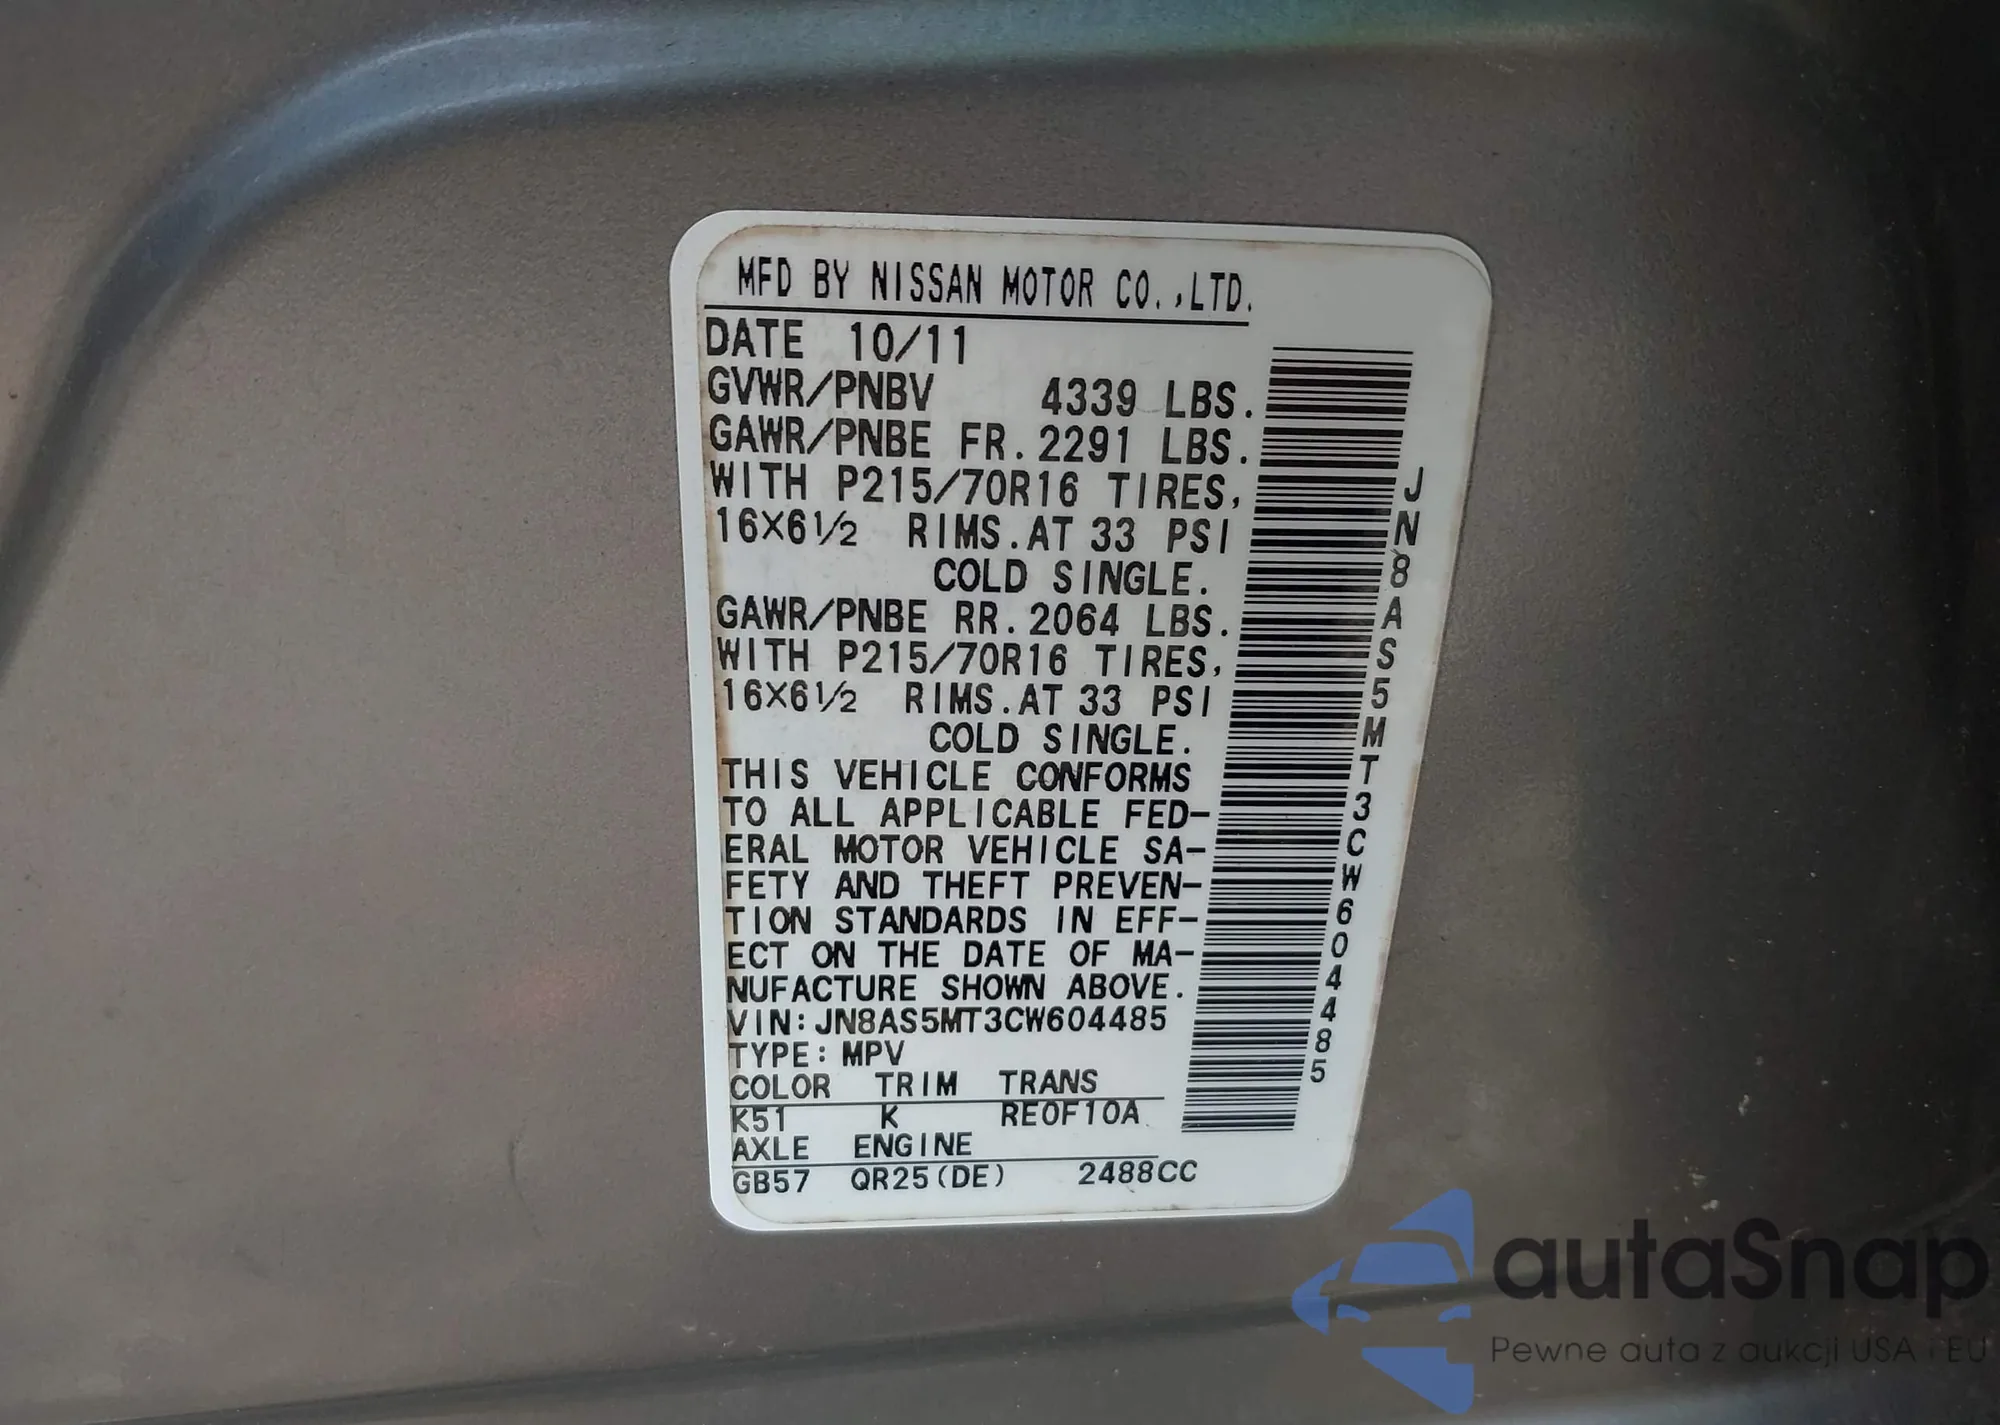 MFD BY NISSAN MOTOR CO.,LTD.
DATE 10/11
GVWR/PNBV 4339 LBS.
GAWR/PNBE FR. 2291 LBS.
WITH P215/70R16 TIRES,
16X6½ RIMS.AT 33 PSI
COLD SINGLE.
GAWR/PNBE RR. 2064 LBS.
WITH P215/70R16 TIRES,
16X6½ RIMS.AT 33 PSI
COLD SINGLE.
THIS VEHICLE CONFORMS
TO ALL APPLICABLE FED-
ERAL MOTOR VEHICLE SA-
FETY AND THEFT PREVEN-
TION STANDARDS IN EFF-
ECT ON THE DATE OF MA-
NUFACTURE SHOWN ABOVE.
VIN:JN8AS5MT3CW604485
TYPE: MPV
COLOR TRIM TRANS
K51 K RE0F10A
AXLE ENGINE
GB57 QR25(DE) 2488CC
JN8AS5MT3CW604485
autaSnap
Pewne auta z aukcji USA i EU